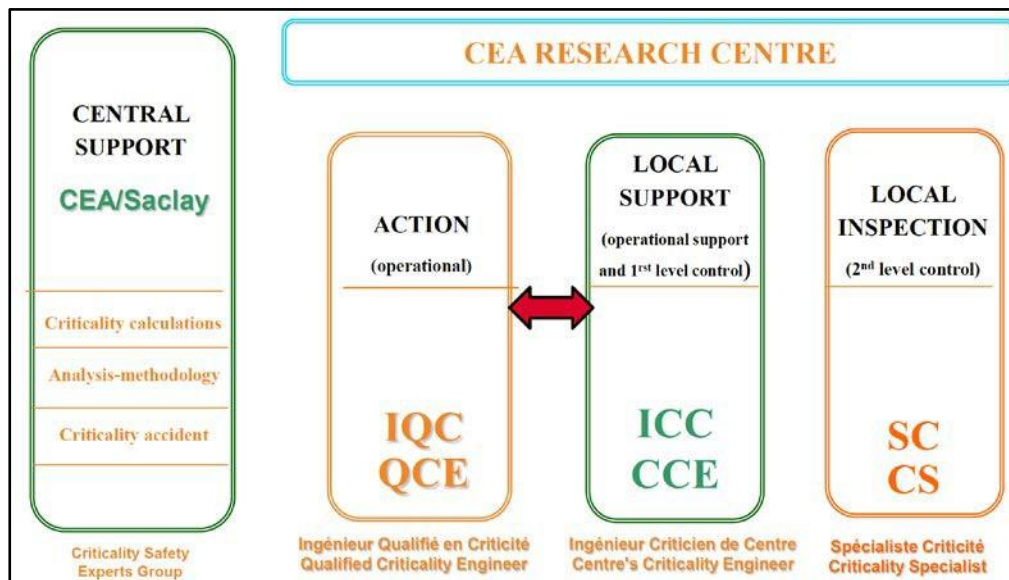 CEA RESEARCH CENTRE
CENTRAL
SUPPORT
CEA/Saclay
Criticality calculations
Analysis-methodology
Criticality accident
Criticality Safety
Experts Group
ACTION
(operational)
IQC
QCE
Ingénieur Qualifié en Criticité
Qualified Criticality Engineer
LOCAL
SUPPORT
(operational support
and 1rst level control)
ICC
CCE
Ingénieur Criticien de Centre
Centre's Criticality Engineer
LOCAL
INSPECTION
(2nd level control)
SC
CS
Spécialiste Criticité
Criticality Specialist